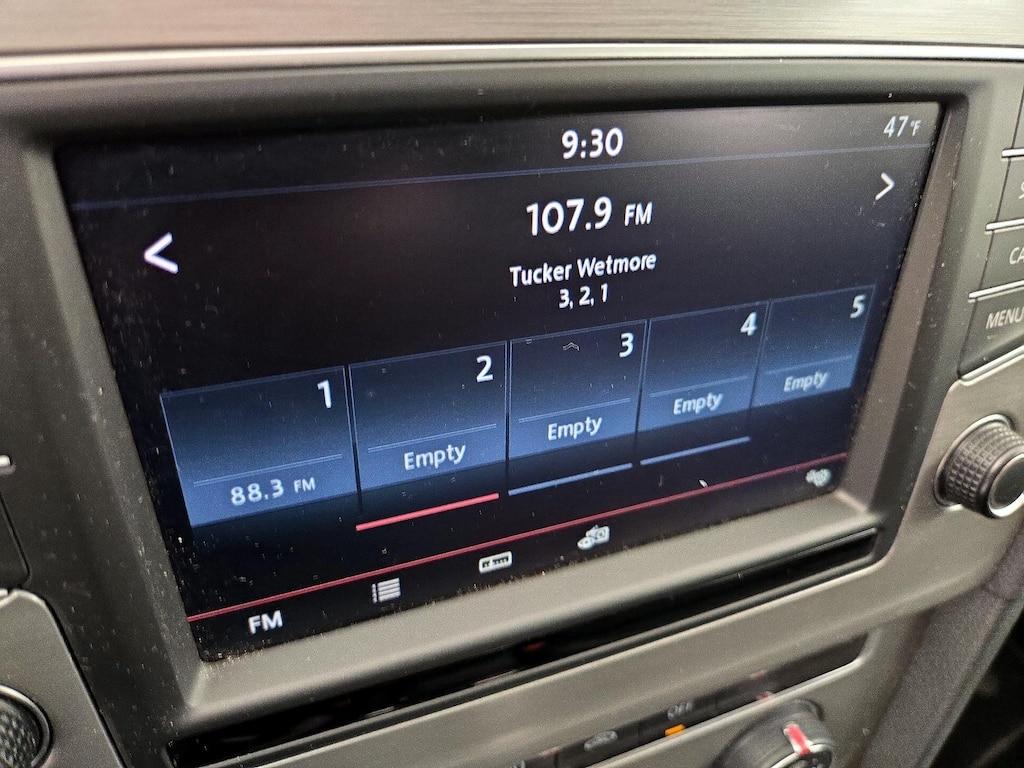 9:30
47°F
107.9 FM
Tucker Wetmore
3, 2, 1
1
2
3
4
5
88.3 FM
Empty
Empty
Empty
Empty
FM
MENU
OFF